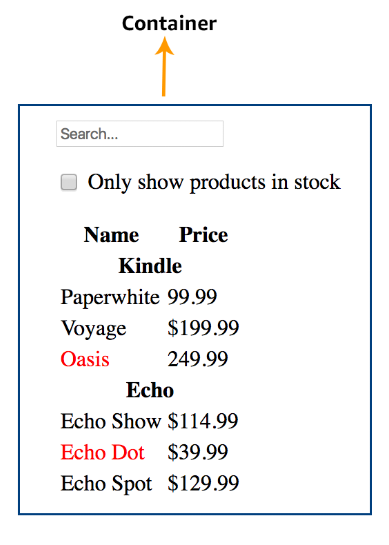 Container
Search...
Only show products in stock
Name Price
Kindle
Paperwhite 99.99
Voyage $199.99
Oasis 249.99
Echo
Echo Show $114.99
Echo Dot $39.99
Echo Spot $129.99